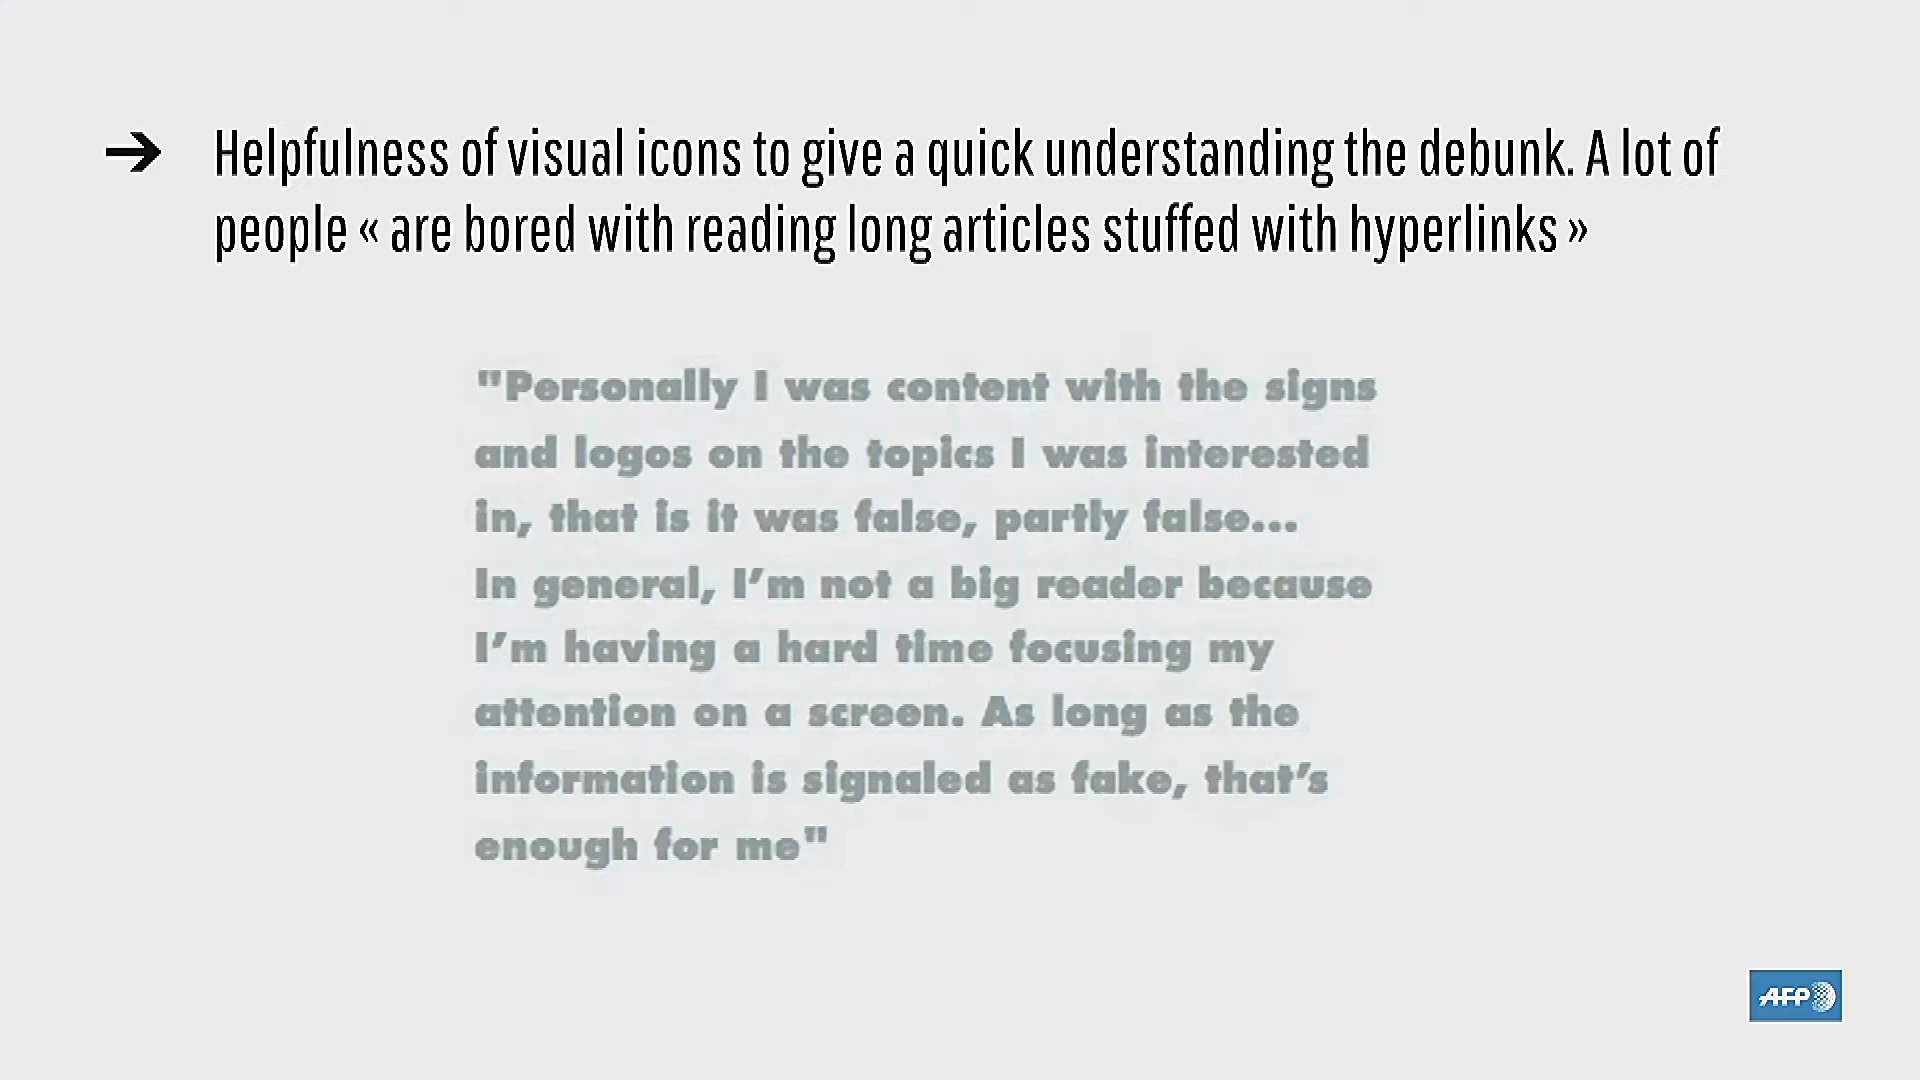 ➔ Helpfulness of visual icons to give a quick understanding the debunk. A lot of
people « are bored with reading long articles stuffed with hyperlinks »
"Personally I was content with the signs
and logos on the topics I was interested
in, that is it was false, partly false...
In general, I’m not a big reader because
I’m having a hard time focusing my
attention on a screen. As long as the
information is signaled as fake, that’s
enough for me"
AFP